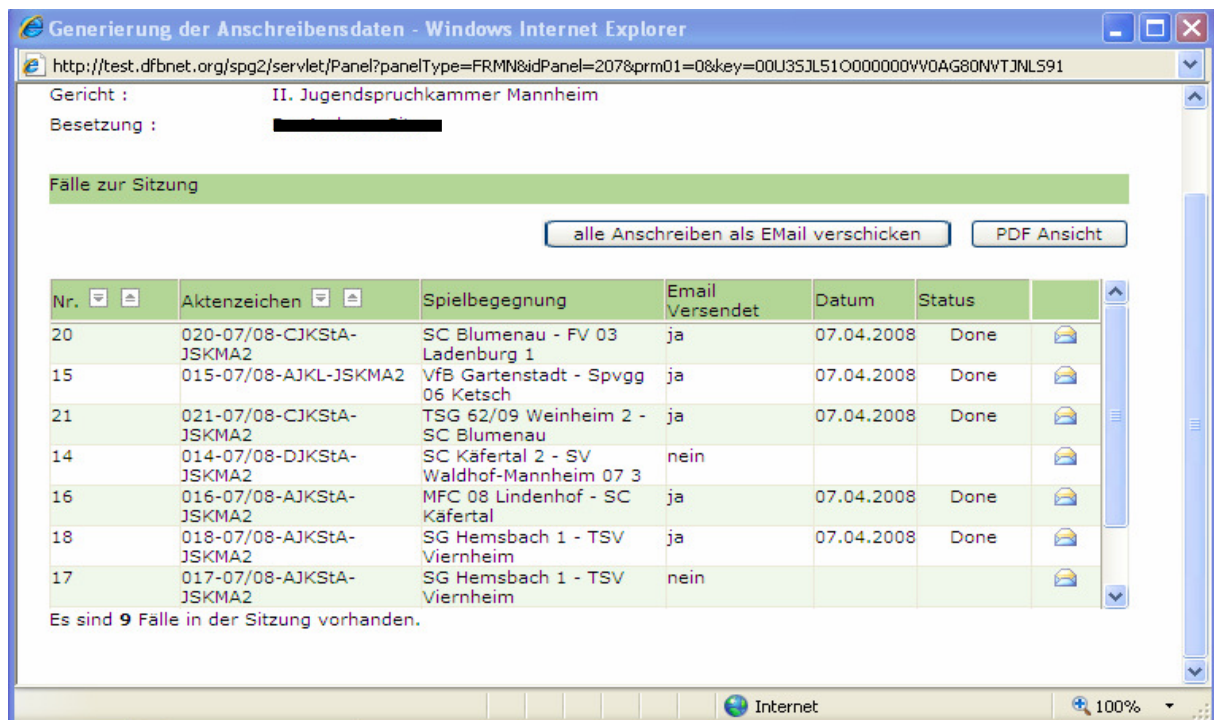 Generierung der Anschreibensdaten - Windows Internet Explorer
http://test.dfbnet.org/spg2/servlet/Panel?panelType=FRMN&idPanel=207&prm01=0&key=00U3SJL51O000000VV0AG80NVTJNLS91
Gericht : II. Jugendspruchkammer Mannheim
Besetzung :
Fälle zur Sitzung
alle Anschreiben als EMail verschicken PDF Ansicht
Nr. Aktenzeichen Spielbegegnung Email Versendet Datum Status
20 020-07/08-CJKStA- SC Blumenau - FV 03 ja 07.04.2008 Done
JSKMA2 Ladenburg 1
15 015-07/08-AJKL-JSKMA2 VfB Gartenstadt - Spvgg ja 07.04.2008 Done
06 Ketsch
21 021-07/08-CJKStA- TSG 62/09 Weinheim 2 - ja 07.04.2008 Done
JSKMA2 SC Blumenau
14 014-07/08-DJKStA- SC Käfertal 2 - SV nein
JSKMA2 Waldhof-Mannheim 07 3
16 016-07/08-AJKStA- MFC 08 Lindenhof - SC ja 07.04.2008 Done
JSKMA2 Käfertal
18 018-07/08-AJKStA- SG Hemsbach 1 - TSV ja 07.04.2008 Done
JSKMA2 Viernheim
17 017-07/08-AJKStA- SG Hemsbach 1 - TSV nein
JSKMA2 Viernheim
Es sind 9 Fälle in der Sitzung vorhanden.
Internet 100%